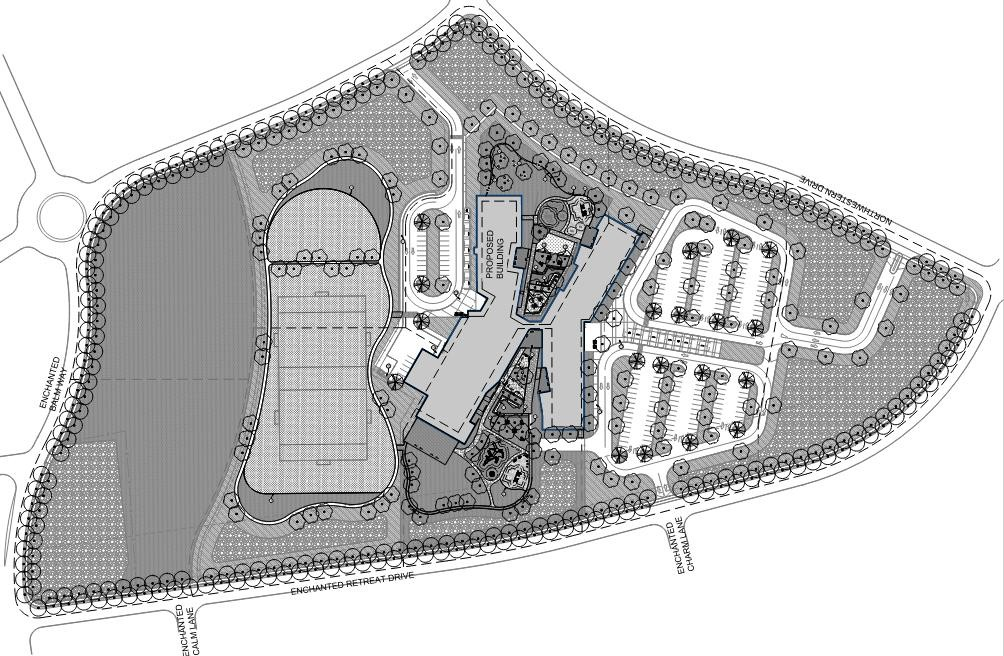 NORTHWESTERN DRIVE
PROPOSED
BUILDING
ENCHANTED
BALM WAY
ENCHANTED RETREAT DRIVE
ENCHANTED
CHARM LANE
ENCHANTED
CALM LANE